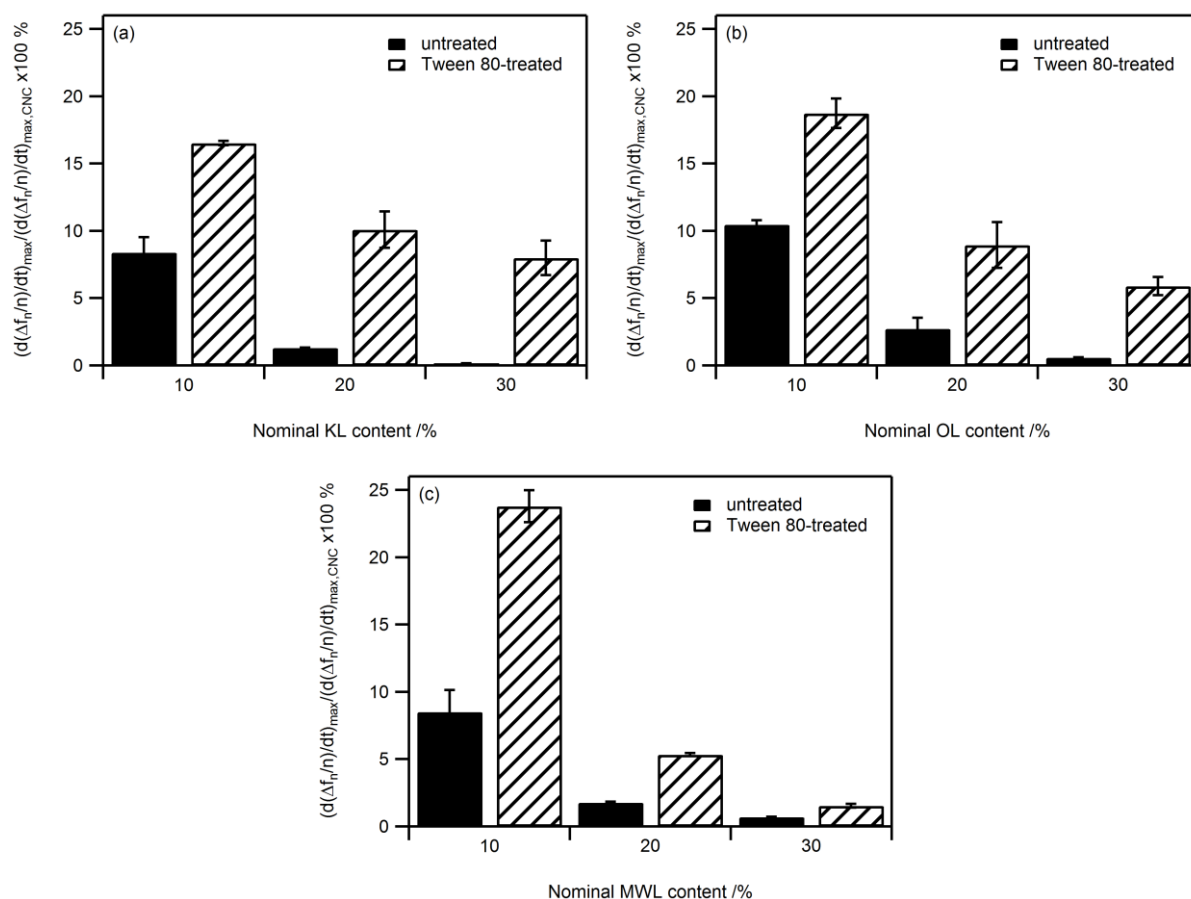 (a)
untreated
Tween 80-treated
25
20
15
10
5
0
(d(Δfn/n)/dt)max/(d(Δfn/n)/dt)max,CNC x100 %
10 20 30
Nominal KL content /%
(b)
untreated
Tween 80-treated
25
20
15
10
5
0
(d(Δfn/n)/dt)max/(d(Δfn/n)/dt)max,CNC x100 %
10 20 30
Nominal OL content /%
(c)
untreated
Tween 80-treated
25
20
15
10
5
0
(d(Δfn/n)/dt)max/(d(Δfn/n)/dt)max,CNC x100 %
10 20 30
Nominal MWL content /%